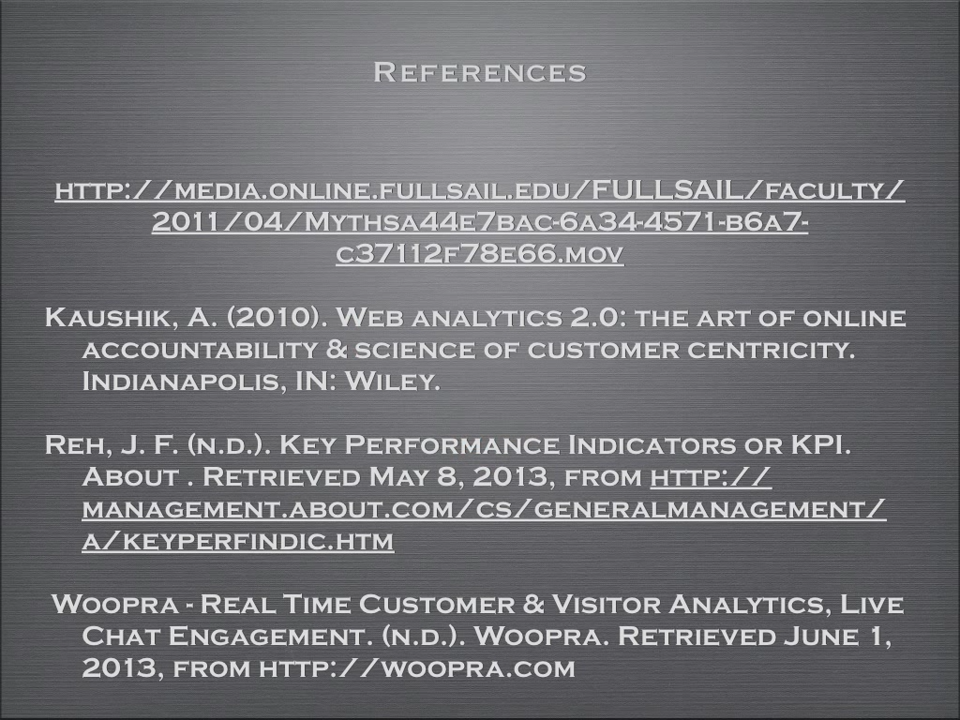 References
http://media.online.fullsail.edu/FULLSAIL/faculty/
2011/04/Mythsa44e7bac-6a34-4571-b6a7-
c37112f78e66.mov
Kaushik, A. (2010). Web analytics 2.0: the art of online
accountability & science of customer centricity.
Indianapolis, IN: Wiley.
Reh, J. F. (n.d.). Key Performance Indicators or KPI.
About . Retrieved May 8, 2013, from http://
management.about.com/cs/generalmanagement/
a/keyperfindic.htm
Woopra - Real Time Customer & Visitor Analytics, Live
Chat Engagement. (n.d.). Woopra. Retrieved June 1,
2013, from http://woopra.com